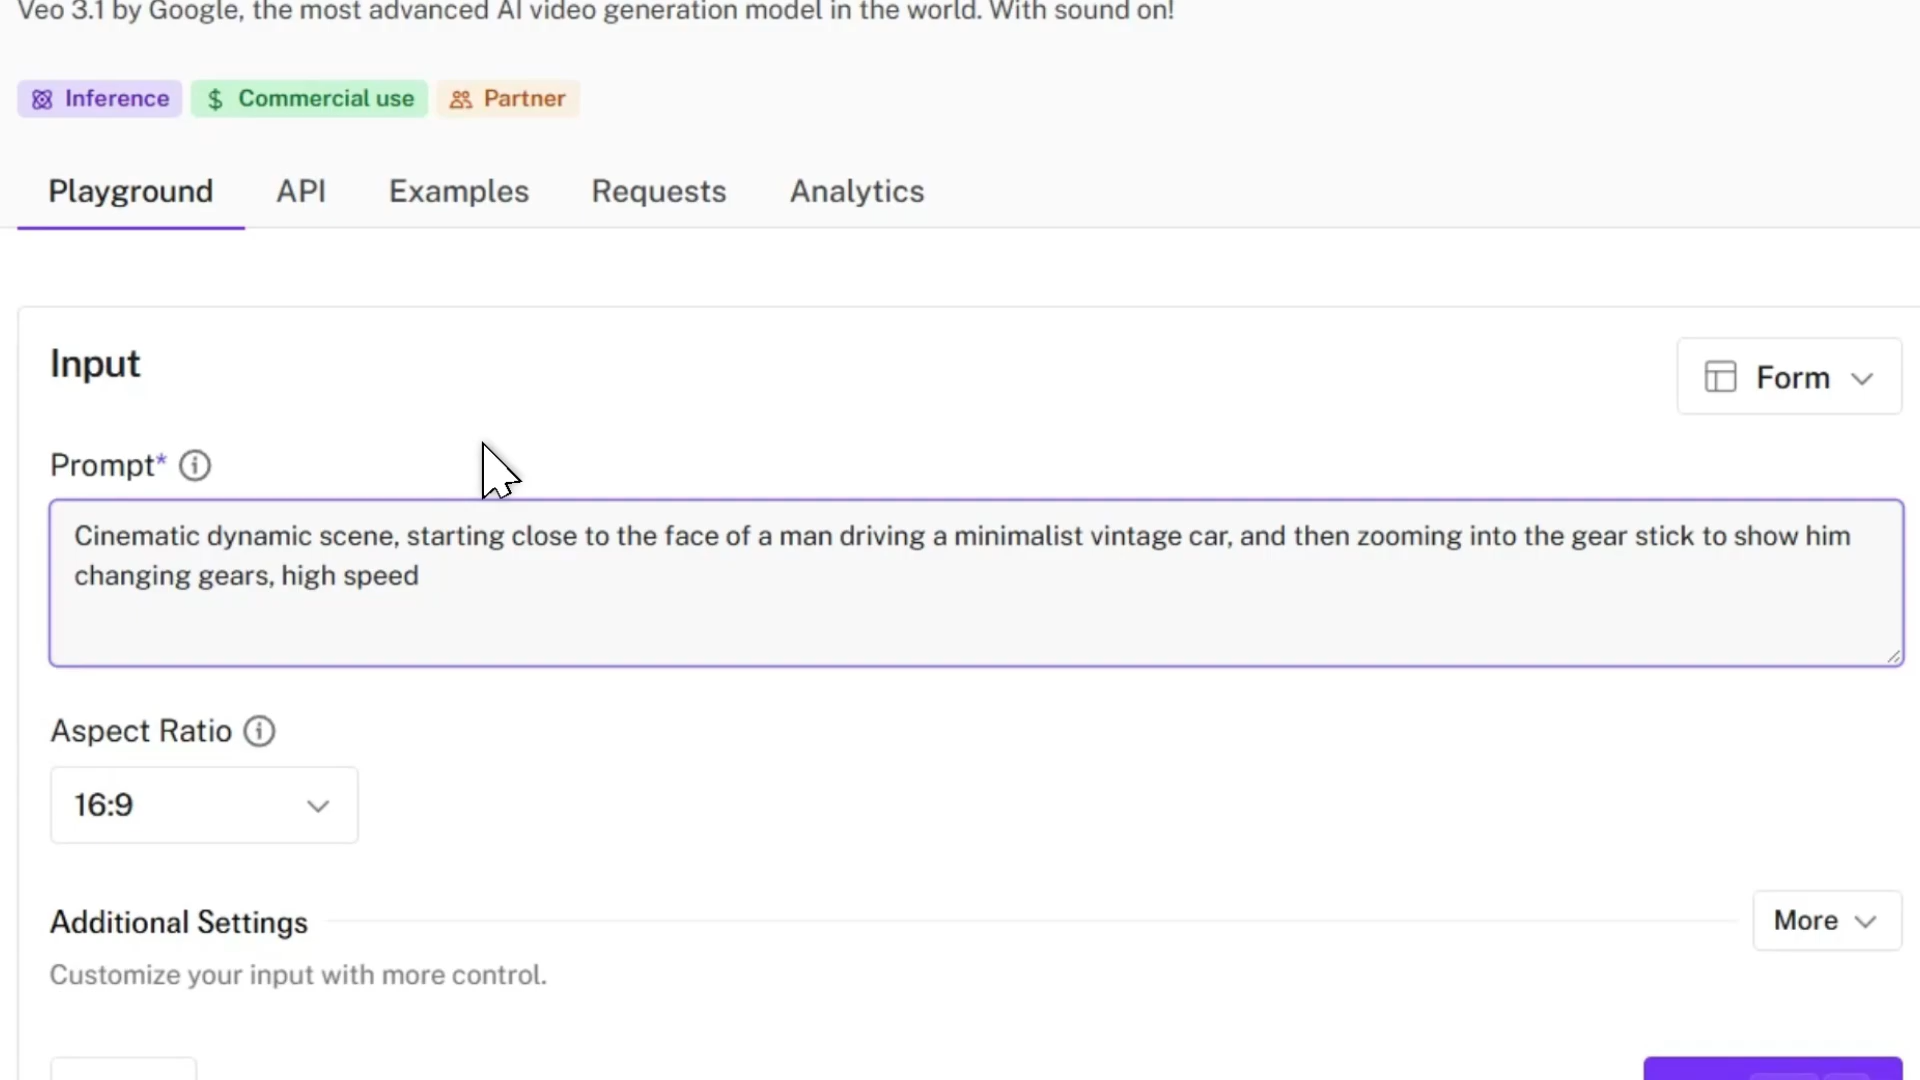 Veo 3.1 by Google, the most advanced AI video generation model in the world. With sound on!
Inference
$ Commercial use
Partner
Playground
API
Examples
Requests
Analytics
Input
Form
Prompt*
Cinematic dynamic scene, starting close to the face of a man driving a minimalist vintage car, and then zooming into the gear stick to show him
changing gears, high speed
Aspect Ratio
16:9
Additional Settings
More
Customize your input with more control.